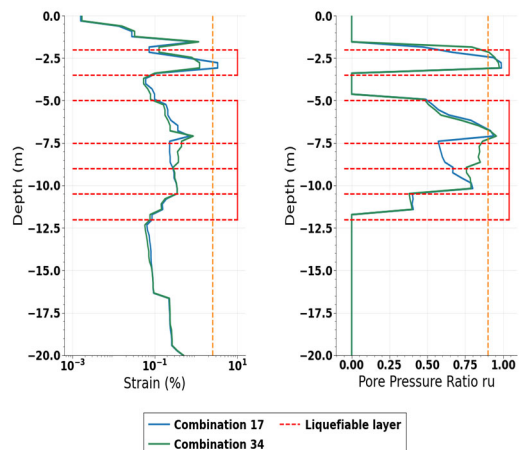 0.0
−2.5
−5.0
−7.5
−10.0
−12.5
−15.0
−17.5
−20.0
Depth (m)
10⁻³ 10⁻¹ 10¹
Strain (%)
0.0
−2.5
−5.0
−7.5
−10.0
−12.5
−15.0
−17.5
−20.0
Depth (m)
0.00 0.25 0.50 0.75 1.00
Pore Pressure Ratio ru
Combination 17 Liquefiable layer
Combination 34